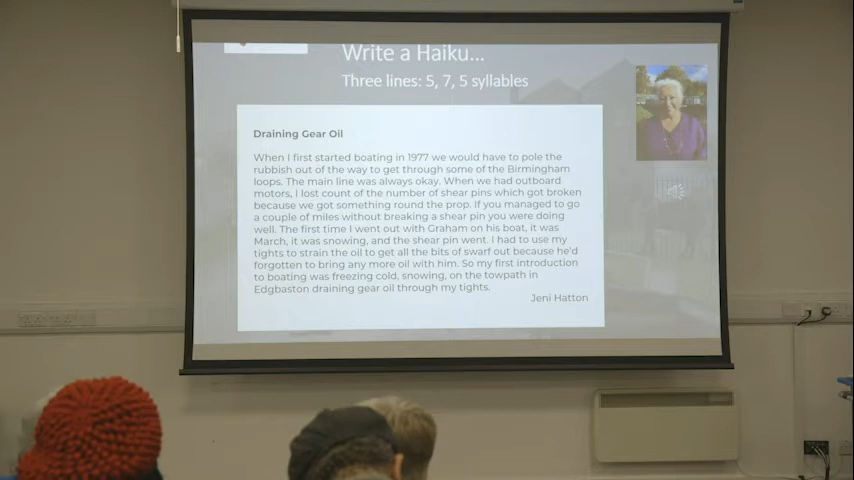 Write a Haiku...
Three lines: 5, 7, 5 syllables
Draining Gear Oil
When I first started boating in 1977 we would have to pole the
rubbish out of the way to get through some of the Birmingham
loops. The main line was always okay. When we had outboard
motors, I lost count of the number of shear pins which got broken
because we got something round the prop. If you managed to go
a couple of miles without breaking a shear pin you were doing
well. The first time I went out with Graham on his boat, it was
March, it was snowing, and the shear pin went. I had to use my
tights to strain the oil to get all the bits of swarf out because he'd
forgotten to bring any more oil with him. So my first introduction
to boating was freezing cold, snowing, on the towpath in
Edgbaston draining gear oil through my tights.
Jeni Hatton